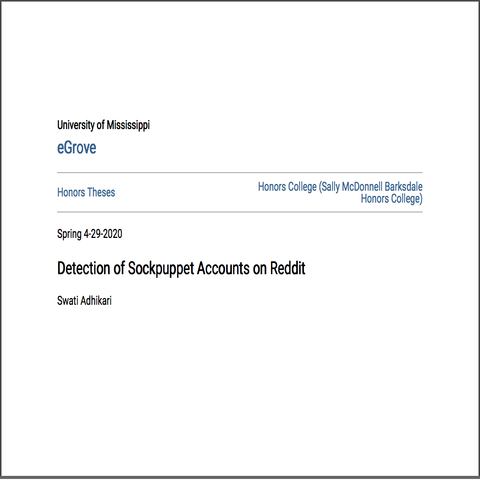 University of Mississippi
eGrove
Honors Theses
Honors College (Sally McDonnell Barksdale
Honors College)
Spring 4-29-2020
Detection of Sockpuppet Accounts on Reddit
Swati Adhikari